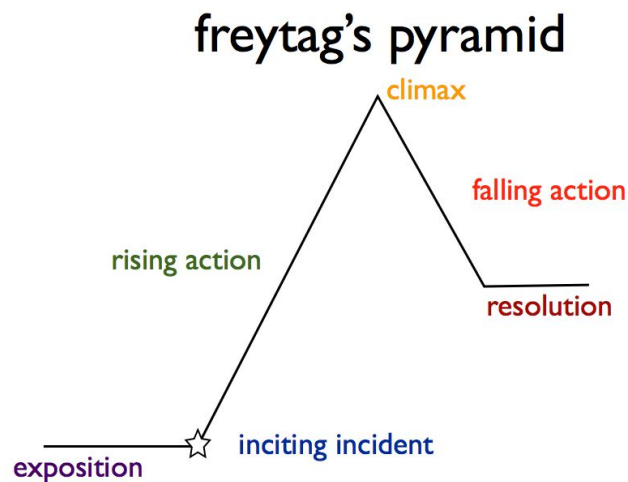 freytag's pyramid
climax
falling action
rising action
resolution
inciting incident
exposition